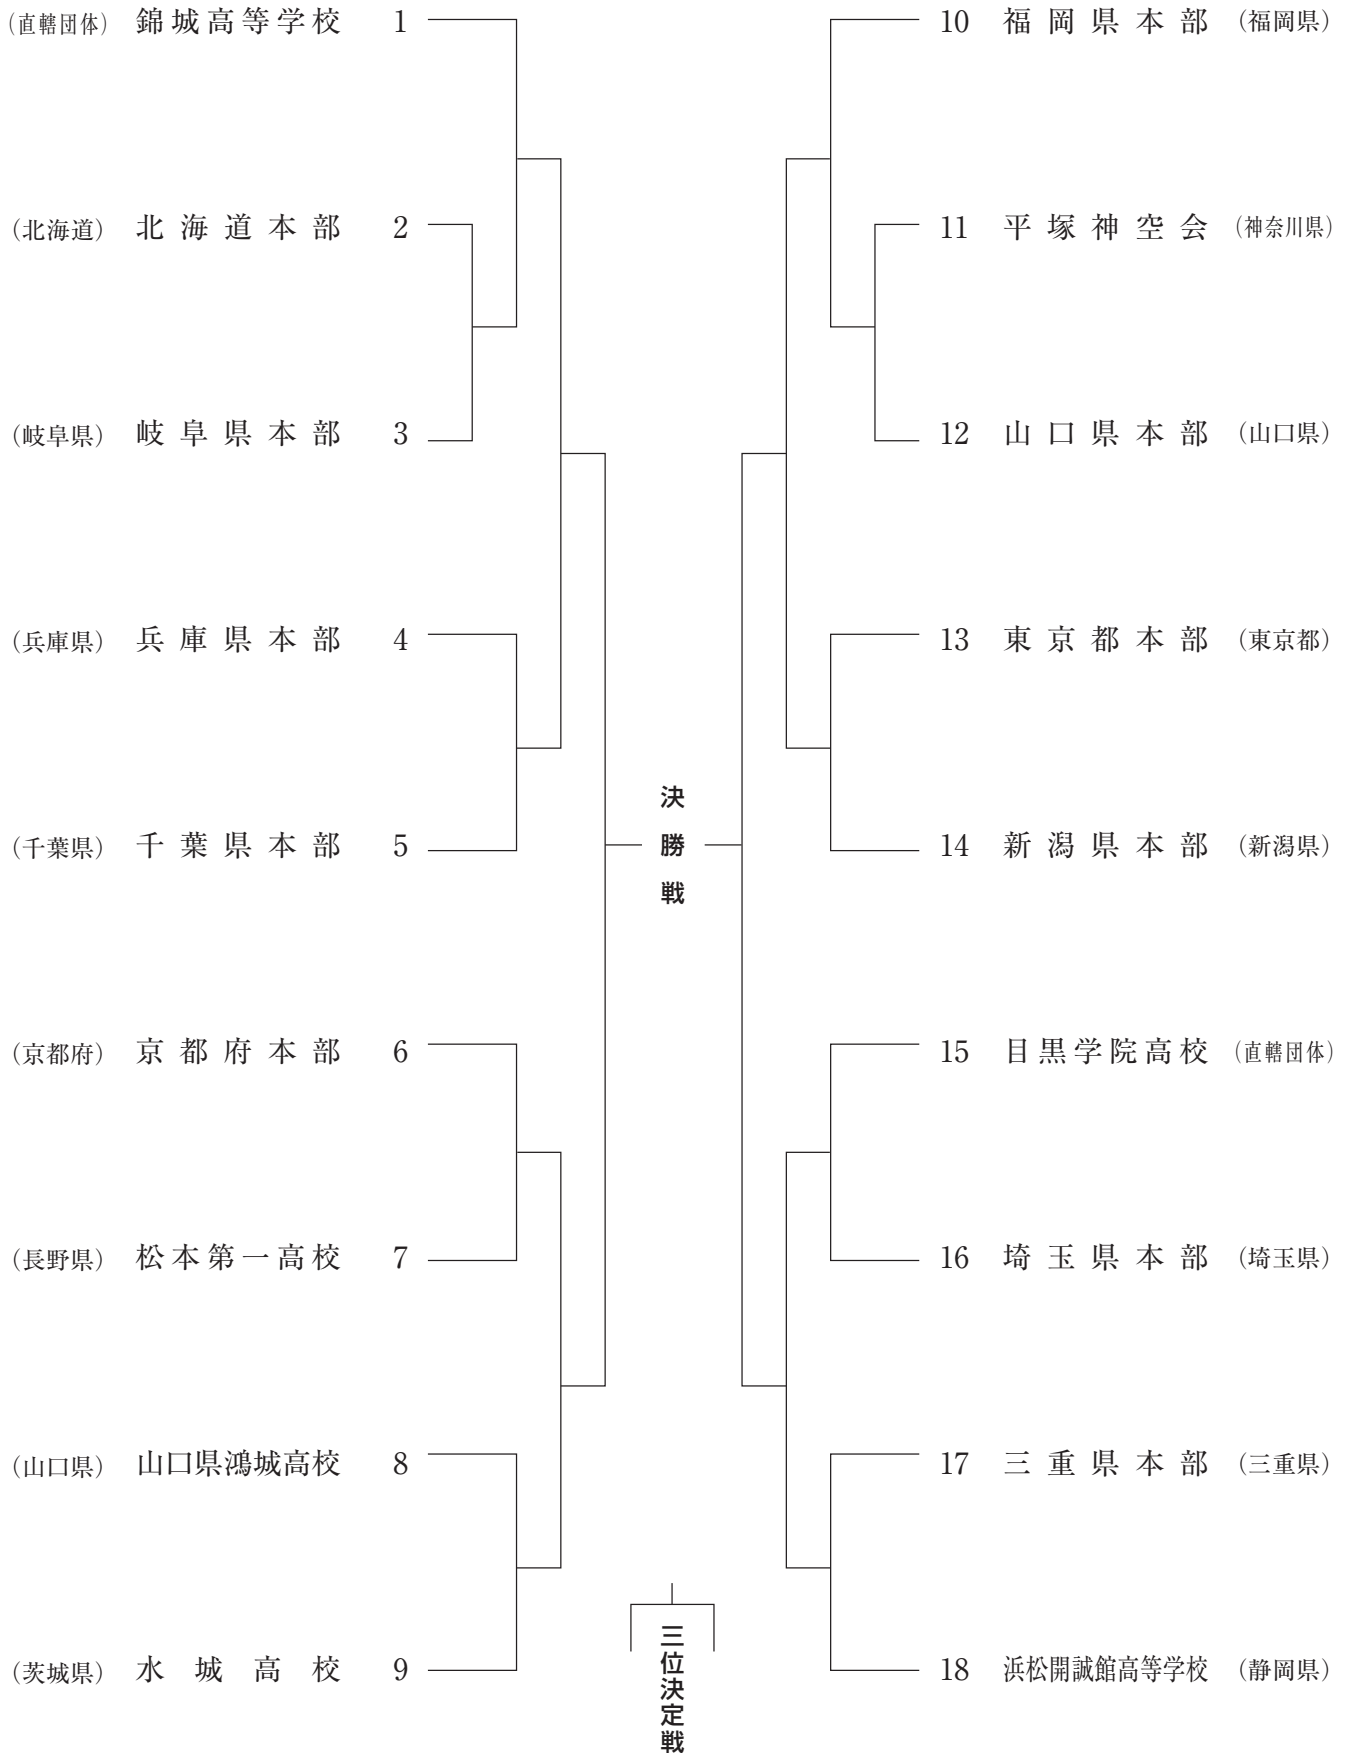 (直轄団体) 錦城高等学校 1
(北海道) 北海道本部 2
(岐阜県) 岐阜県本部 3
(兵庫県) 兵庫県本部 4
(千葉県) 千葉県本部 5
(京都府) 京都府本部 6
(長野県) 松本第一高校 7
(山口県) 山口県鴻城高校 8
(茨城県) 水城高校 9
決勝戦
三位決定戦
10 福岡県本部 (福岡県)
11 平塚神空会 (神奈川県)
12 山口県本部 (山口県)
13 東京都本部 (東京都)
14 新潟県本部 (新潟県)
15 目黒学院高校 (直轄団体)
16 埼玉県本部 (埼玉県)
17 三重県本部 (三重県)
18 浜松開誠館高等学校 (静岡県)